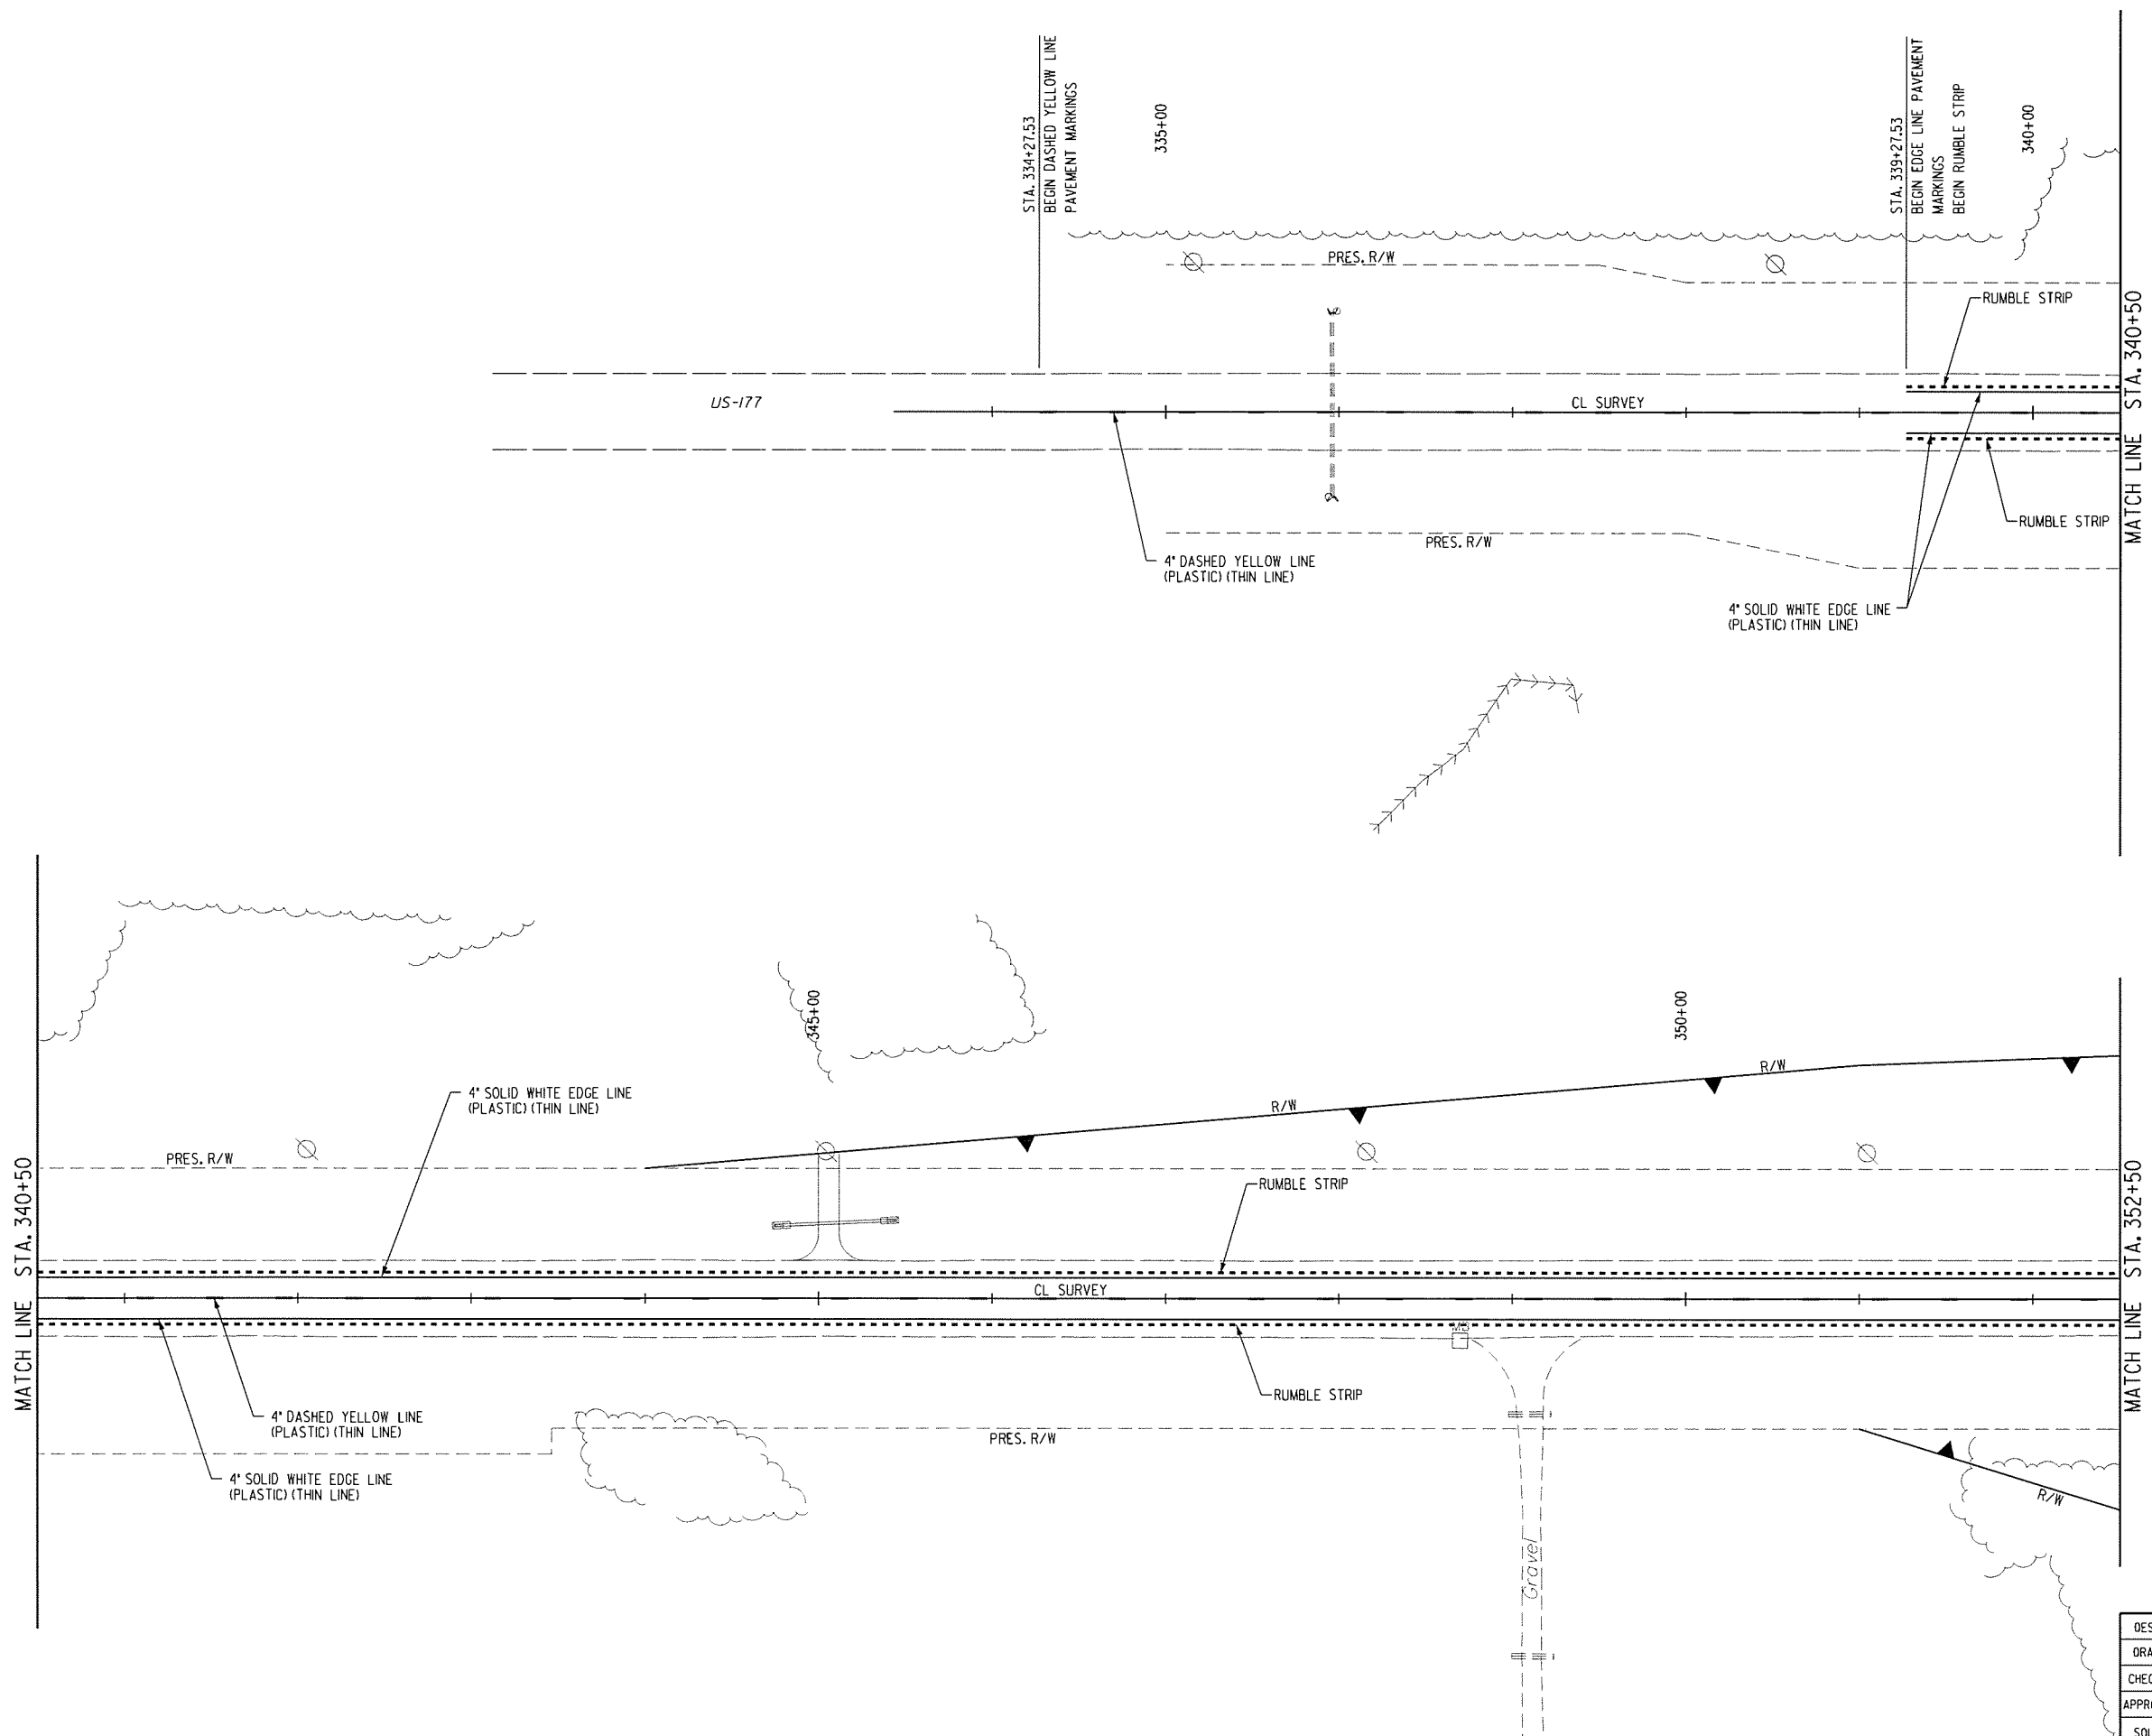 STA. 334+27.53
BEGIN DASHED YELLOW LINE
PAVEMENT MARKINGS
335+00
STA. 339+27.53
BEGIN EDGE LINE PAVEMENT
MARKINGS
BEGIN RUMBLE STRIP
340+00
PRES. R/W
RUMBLE STRIP
US-177
CL SURVEY
MATCH LINE STA. 340+50
RUMBLE STRIP
PRES. R/W
4" DASHED YELLOW LINE
(PLASTIC) (THIN LINE)
4" SOLID WHITE EDGE LINE
(PLASTIC) (THIN LINE)
345+00
350+00
R/W
4" SOLID WHITE EDGE LINE
(PLASTIC) (THIN LINE)
R/W
PRES. R/W
RUMBLE STRIP
MATCH LINE STA. 340+50
CL SURVEY
MATCH LINE STA. 352+50
RUMBLE STRIP
4" DASHED YELLOW LINE
(PLASTIC) (THIN LINE)
PRES. R/W
4" SOLID WHITE EDGE LINE
(PLASTIC) (THIN LINE)
R/W
Gravel
DES
DRA
CHEC
APPRO